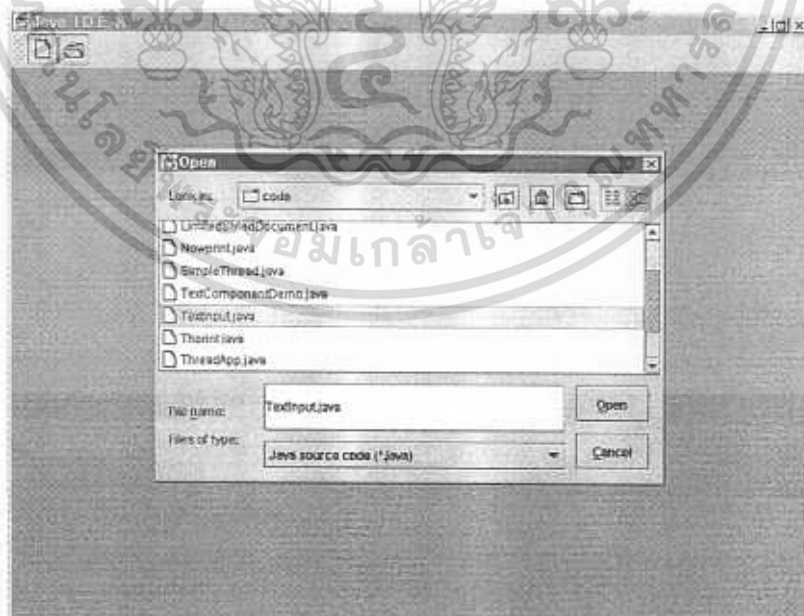 Java I.D.E
Open
Look in: code
LimitedStyledDocument.java
Nowprint.java
SimpleThread.java
TextComponentDemo.java
TextInput.java
Thprint.java
ThreadApp.java
File name: TextInput.java
Open
Files of type: Java source code (*.java)
Cancel